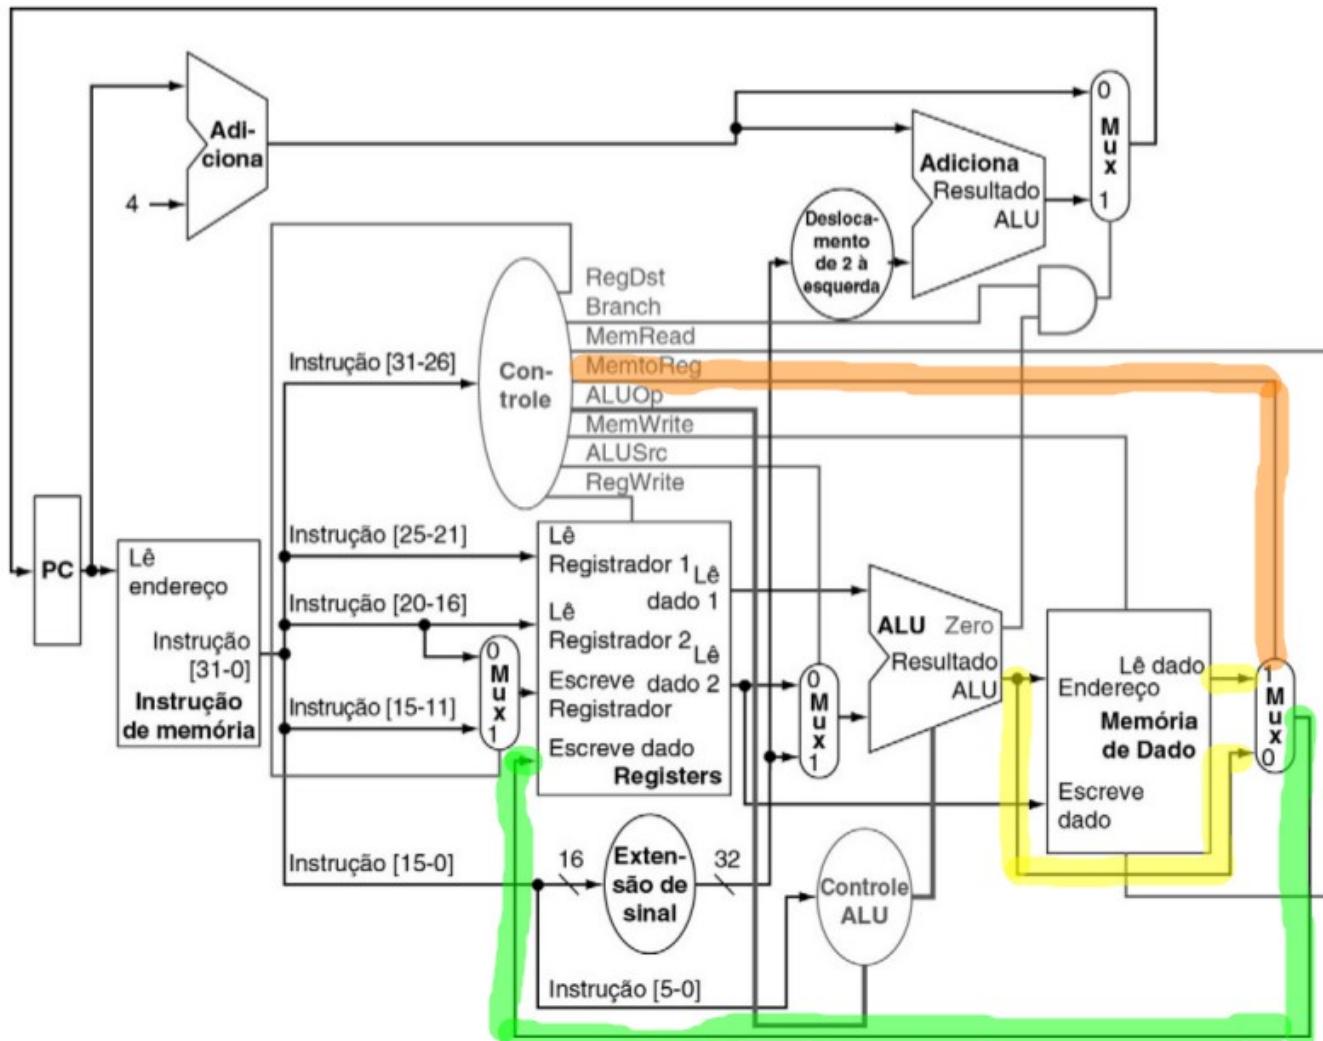 0
Mux
1
Adi-
ciona
4
Adiciona
Resultado
ALU
Desloca-
mento
de 2 à
esquerda
RegDst
Branch
MemRead
MemtoReg
ALUOp
MemWrite
ALUSrc
RegWrite
Instrução [31-26]
Con-
trole
PC
Lê
endereço
Instrução
[31-0]
Instrução
de memória
Instrução [25-21]
Instrução [20-16]
Instrução [15-11]
0
Mux
1
Lê
Registrador 1
Lê
dado 1
Lê
Registrador 2
Lê
dado 2
Escreve
Registrador
Escreve dado
Registers
0
Mux
1
ALU
Zero
Resultado
ALU
Lê dado
Endereço
Memória
de Dado
Escreve
dado
1
Mux
0
Instrução [15-0]
16
Exten-
são de
sinal
32
Controle
ALU
Instrução [5-0]